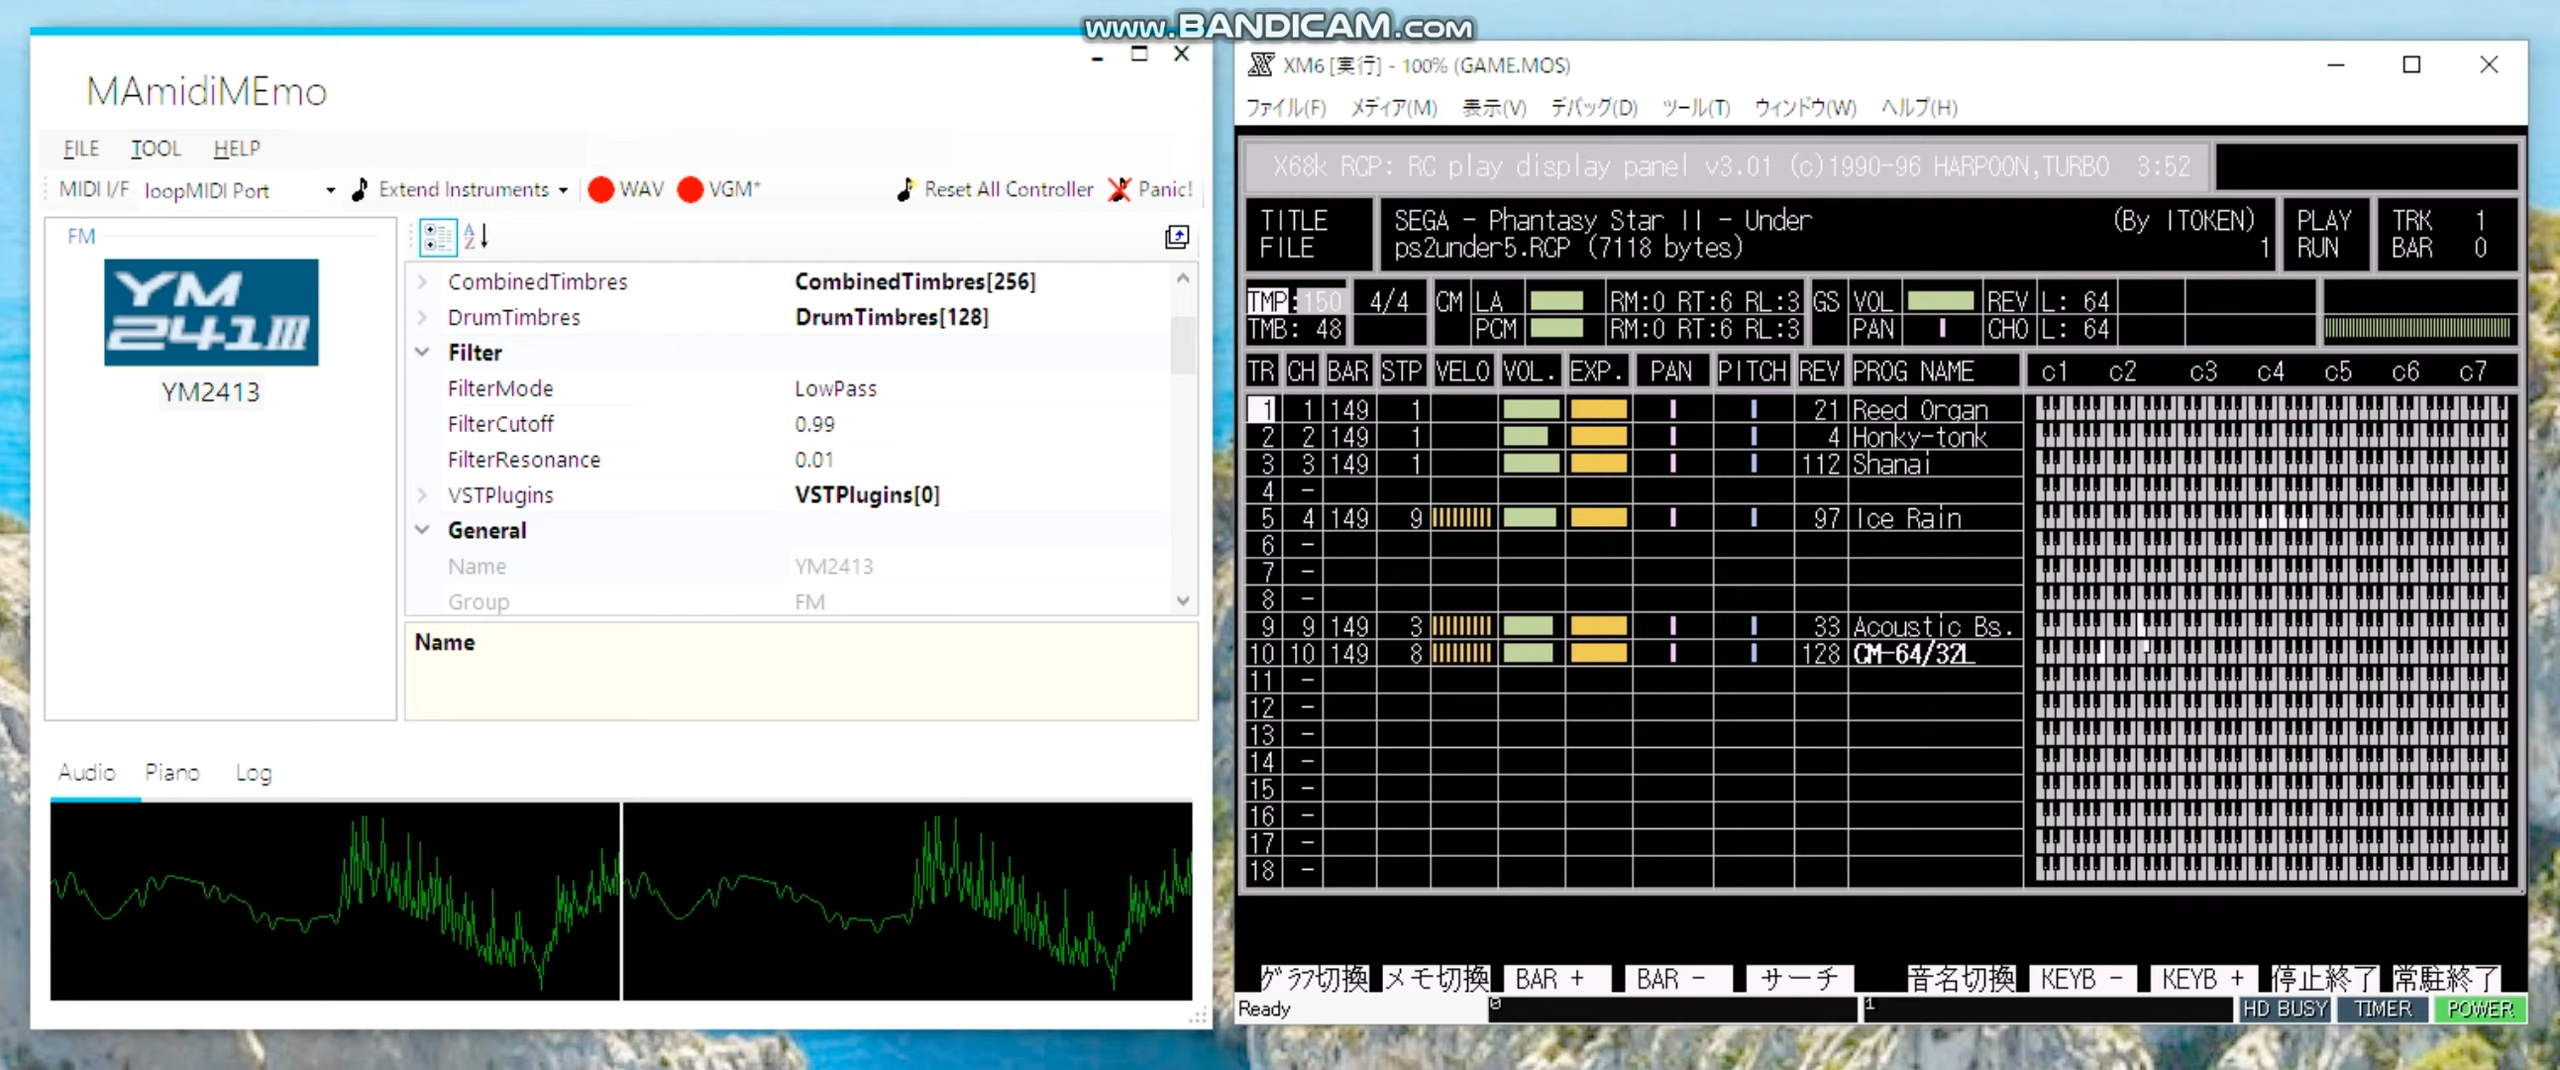 www.BANDICAM.com
MAmidiMEmo
FILE TOOL HELP
MIDI I/F loopMIDI Port Extend Instruments WAV VGM* Reset All Controller Panic!
FM
YM
2413
YM2413
CombinedTimbres CombinedTimbres[256]
DrumTimbres DrumTimbres[128]
Filter
FilterMode LowPass
FilterCutoff 0.99
FilterResonance 0.01
VSTPlugins VSTPlugins[0]
General
Name YM2413
Group FM
Name
Audio Piano Log
XM6 [実行] - 100% (GAME.MOS)
ファイル(F) メディア(M) 表示(V) デバッグ(D) ツール(T) ウィンドウ(W) ヘルプ(H)
X68k RCP: RC play display panel v3.01 (c)1990-96 HARPOON,TURBO 3:52
TITLE SEGA - Phantasy Star II - Under (By ITOKEN) PLAY TRK 1
FILE ps2under5.RCP (7118 bytes) 1 RUN BAR 0
TMP:150 4/4 CM LA RM:0 RT:6 RL:3 GS VOL REV L: 64
TMB: 48 PCM RM:0 RT:6 RL:3 PAN CHO L: 64
TR CH BAR STP VELO VOL. EXP. PAN PITCH REV PROG NAME c1 c2 c3 c4 c5 c6 c7
1 1 149 1 21 Reed Organ
2 2 149 1 4 Honky-tonk
3 3 149 1 112 Shanai
4 -
5 4 149 9 97 Ice Rain
6 -
7 -
8 -
9 9 149 3 33 Acoustic Bs.
10 10 149 8 128 CM-64/32L
11 -
12 -
13 -
14 -
15 -
16 -
17 -
18 -
ｸﾞﾗﾌ切換 メモ切換 BAR + BAR - サーチ 音名切換 KEYB - KEYB + 停止終了 常駐終了
Ready 0 1 HD BUSY TIMER POWER